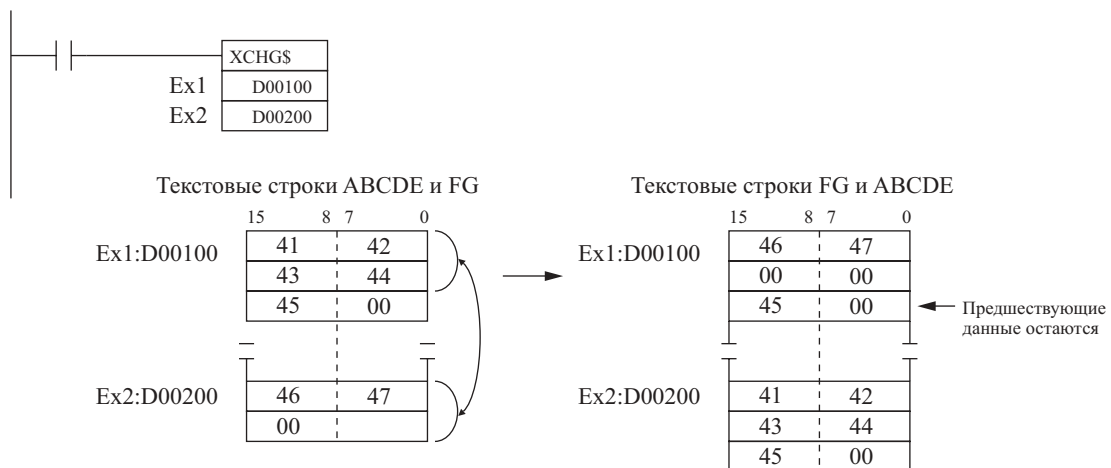 XCHG$
Ex1 D00100
Ex2 D00200
Текстовые строки ABCDE и FG
15 8 7 0
Ex1:D00100 41 42
43 44
45 00
Ex2:D00200 46 47
00
Текстовые строки FG и ABCDE
15 8 7 0
Ex1:D00100 46 47
00 00
45 00
Предшествующие
данные остаются
Ex2:D00200 41 42
43 44
45 00